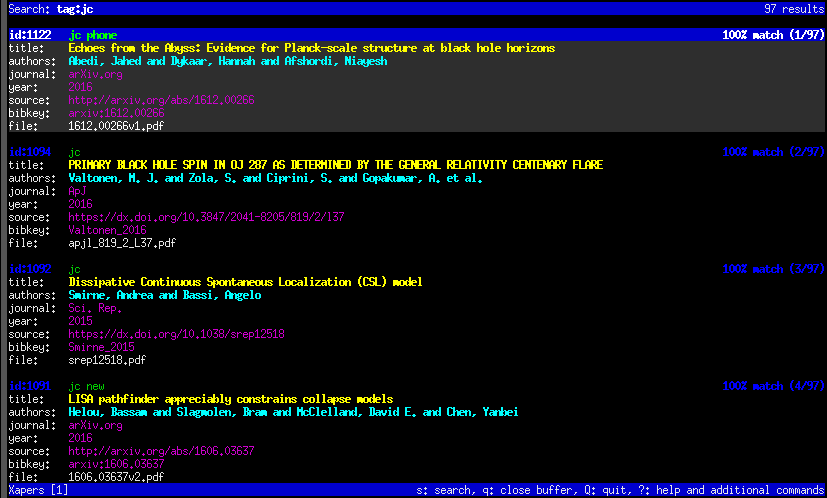 Search: tag:jc 97 results
id:1122 jc phone 100% match (1/97)
title: Echoes from the Abyss: Evidence for Planck-scale structure at black hole horizons
authors: Abedi, Jahed and Dykaar, Hannah and Afshordi, Niayesh
journal: arXiv.org
year: 2016
source: http://arxiv.org/abs/1612.00266
bibkey: arxiv:1612.00266
file: 1612.00266v1.pdf
id:1094 jc 100% match (2/97)
title: PRIMARY BLACK HOLE SPIN IN OJ 287 AS DETERMINED BY THE GENERAL RELATIVITY CENTENARY FLARE
authors: Valtonen, M. J. and Zola, S. and Ciprini, S. and Gopakumar, A. et al.
journal: ApJ
year: 2016
source: https://dx.doi.org/10.3847/2041-8205/819/2/l37
bibkey: Valtonen_2016
file: apjl_819_2_L37.pdf
id:1092 jc 100% match (3/97)
title: Dissipative Continuous Spontaneous Localization (CSL) model
authors: Smirne, Andrea and Bassi, Angelo
journal: Sci. Rep.
year: 2015
source: https://dx.doi.org/10.1038/srep12518
bibkey: Smirne_2015
file: srep12518.pdf
id:1091 jc new 100% match (4/97)
title: LISA pathfinder appreciably constrains collapse models
authors: Helou, Bassam and Slagmolen, Bram and McClelland, David E. and Chen, Yanbei
journal: arXiv.org
year: 2016
source: http://arxiv.org/abs/1606.03637
bibkey: arxiv:1606.03637
file: 1606.03637v2.pdf
Xapers [1] s: search, q: close buffer, Q: quit, ?: help and additional commands